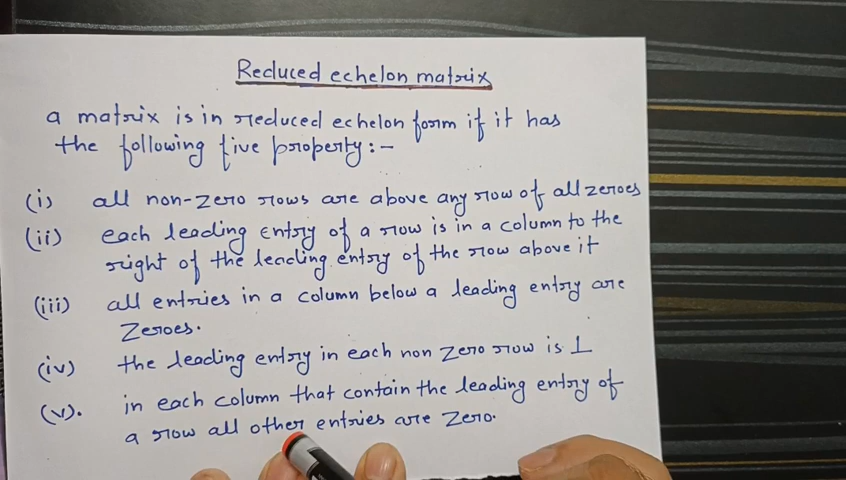 Reduced echelon matrix
a matrix is in reduced echelon form if it has
the following five property:-
(i) all non-zero rows are above any row of all zeroes
(ii) each leading entry of a row is in a column to the
right of the leading entry of the row above it
(iii) all entries in a column below a leading entry are
Zeroes.
(iv) the leading entry in each non zero row is 1
(v). in each column that contain the leading entry of
a row all other entries are zero.